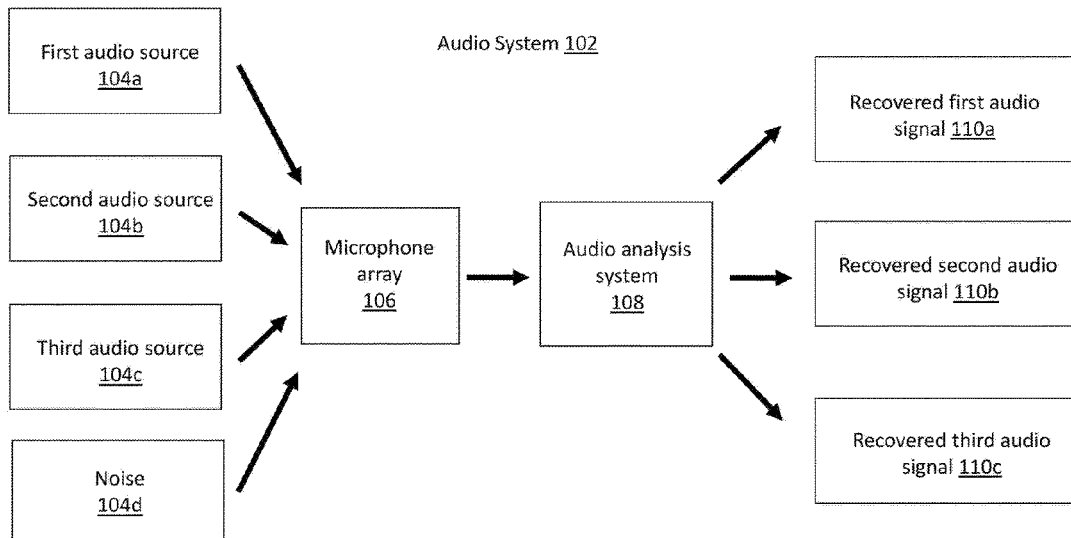 Audio System 102
First audio source
104a
Second audio source
104b
Third audio source
104c
Noise
104d
Microphone
array
106
Audio analysis
system
108
Recovered first audio
signal 110a
Recovered second audio
signal 110b
Recovered third audio
signal 110c